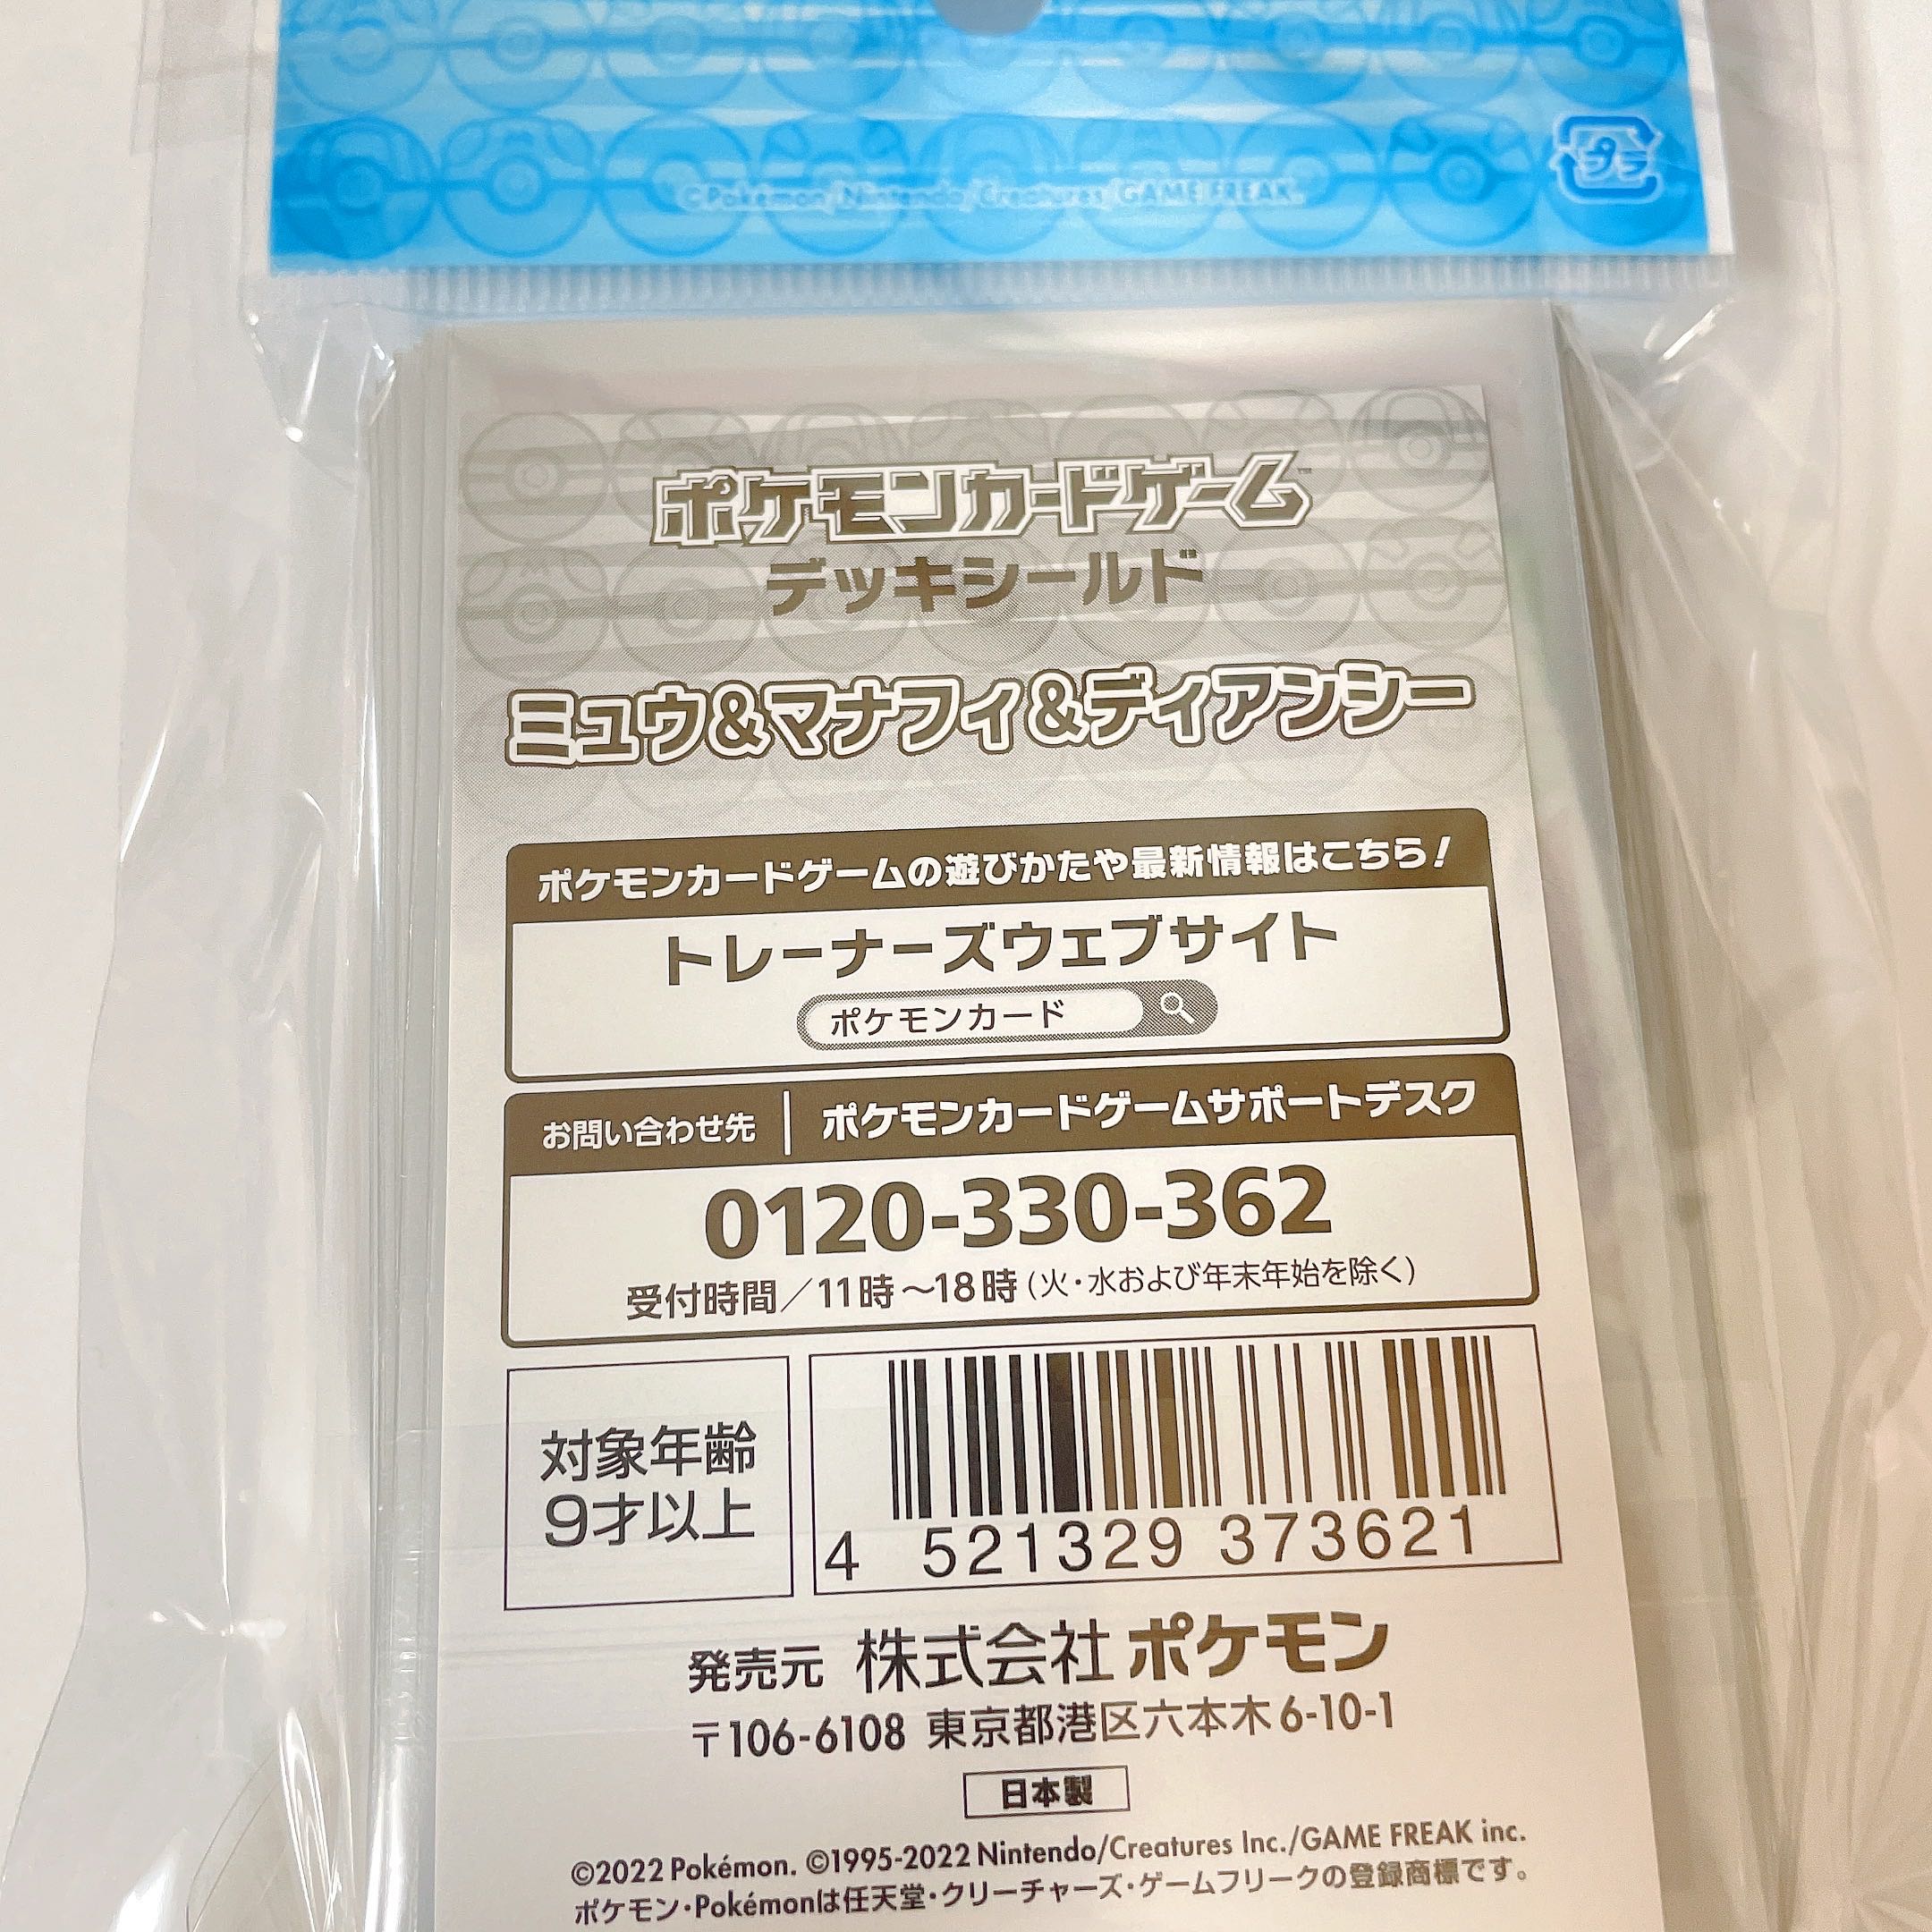 ©Pokémon/Nintendo/Creatures/GAME FREAK.
プラ
ポケモンカードゲーム™
デッキシールド
ミュウ&マナフィ&ディアンシー
ポケモンカードゲームの遊びかたや最新情報はこちら!
トレーナーズウェブサイト
ポケモンカード
お問い合わせ先 ポケモンカードゲームサポートデスク
0120-330-362
受付時間/11時~18時(火・水および年末年始を除く)
対象年齢
9才以上
4 521329 373621
発売元 株式会社ポケモン
〒106-6108 東京都港区六本木6-10-1
日本製
©2022 Pokémon. ©1995-2022 Nintendo/Creatures Inc./GAME FREAK inc.
ポケモン・Pokémonは任天堂・クリーチャーズ・ゲームフリークの登録商標です。